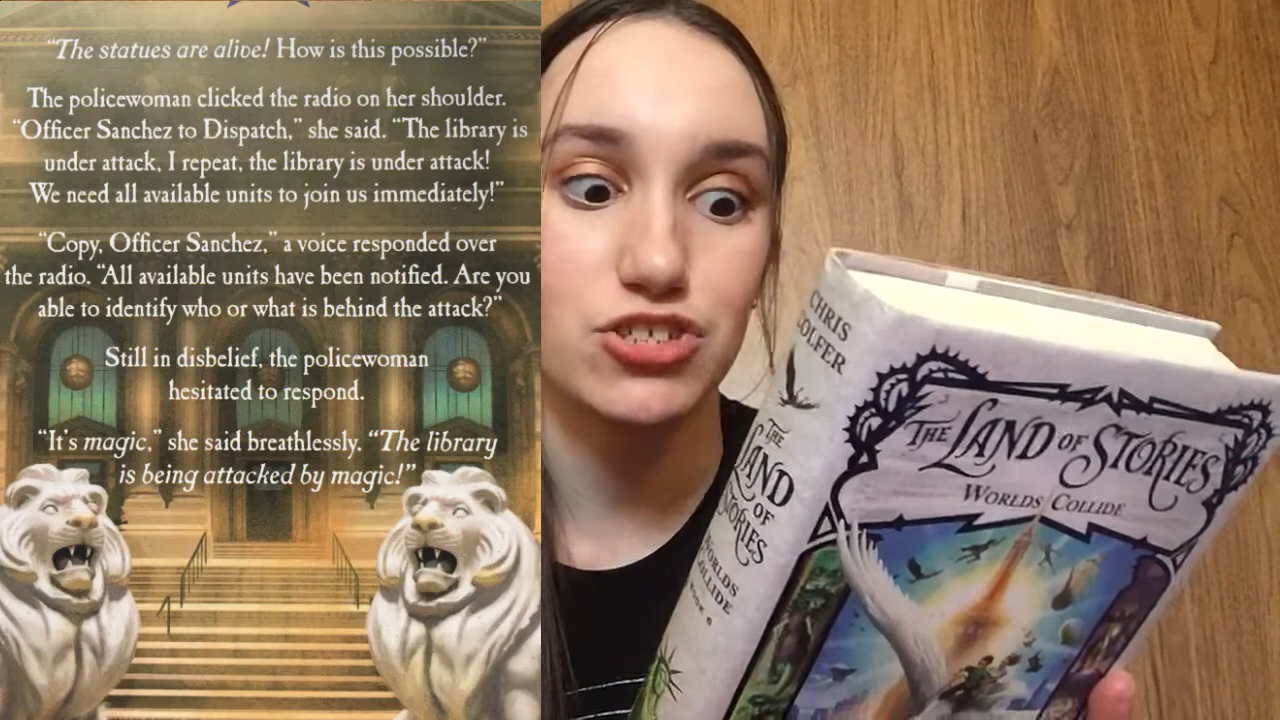 “The statues are alive! How is this possible?”
The policewoman clicked the radio on her shoulder.
“Officer Sanchez to Dispatch,” she said. “The library is
under attack, I repeat, the library is under attack!
We need all available units to join us immediately!”
“Copy, Officer Sanchez,” a voice responded over
the radio. “All available units have been notified. Are you
able to identify who or what is behind the attack?”
Still in disbelief, the policewoman
hesitated to respond.
“It’s magic,” she said breathlessly. “The library
is being attacked by magic!”
CHRIS
COLFER
THE
LAND
OF
STORIES
WORLDS
COLLIDE
BOOK 6
THE LAND OF STORIES
WORLDS COLLIDE